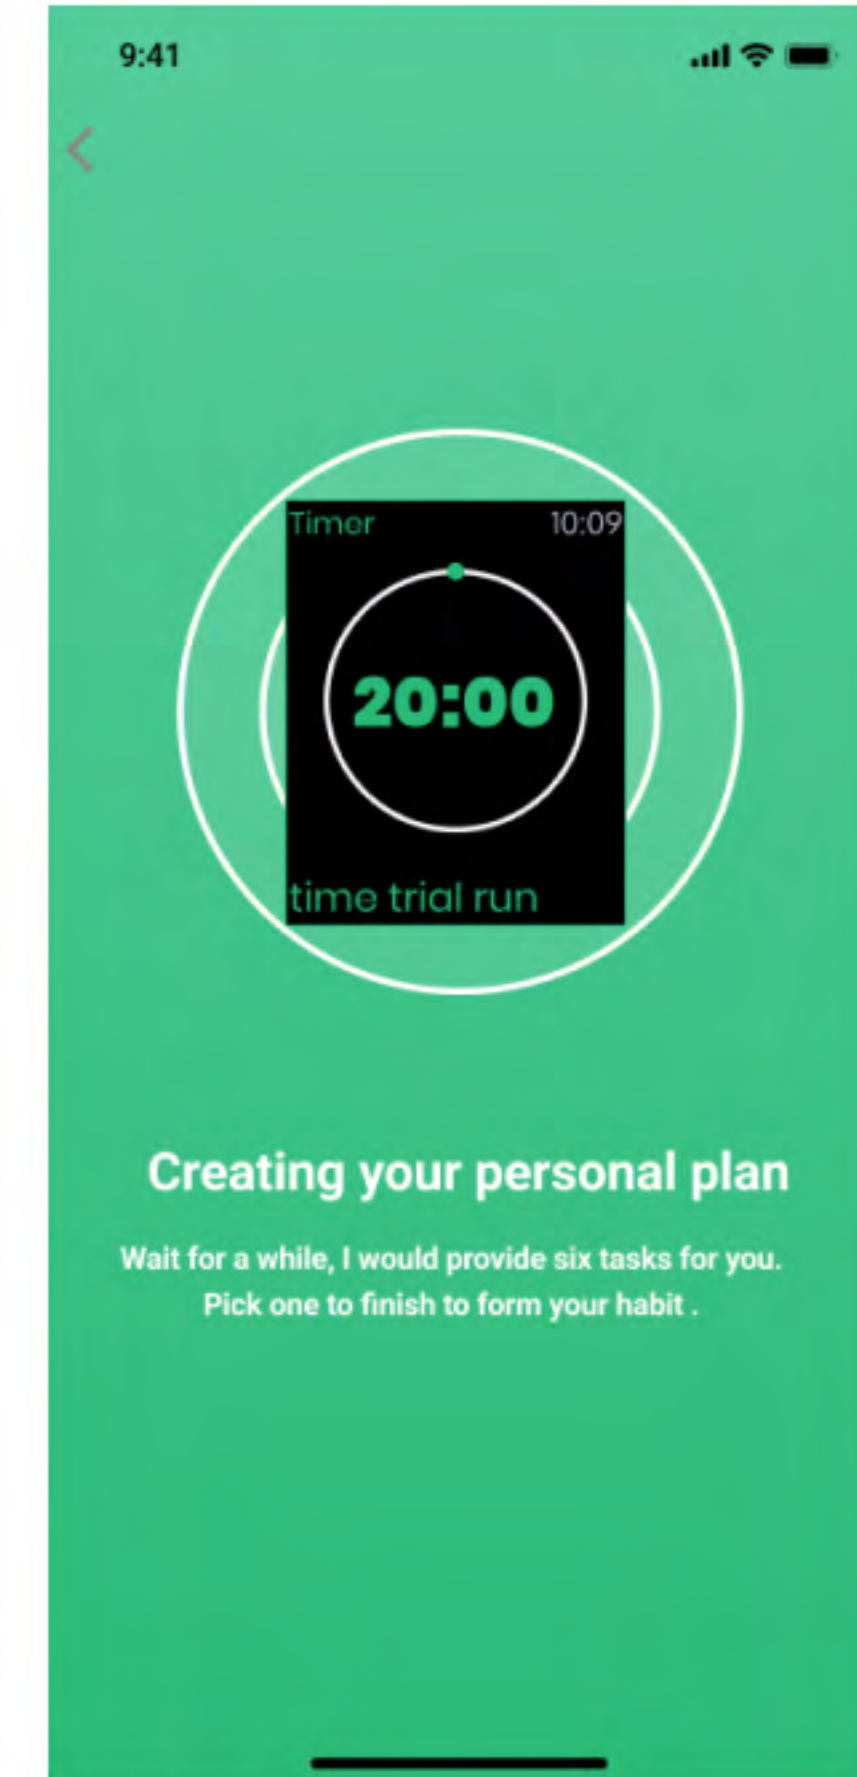 9:41
Timer 10:09
20:00
time trial run
Creating your personal plan
Wait for a while, I would provide six tasks for you.
Pick one to finish to form your habit .